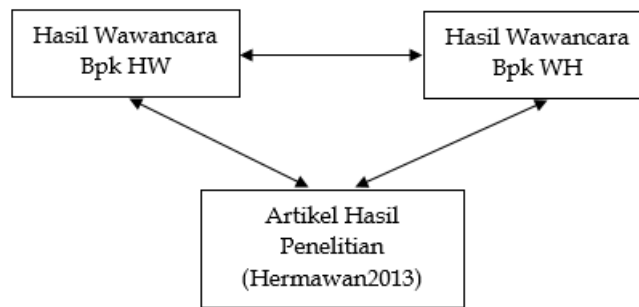 Hasil Wawancara
Bpk HW
Hasil Wawancara
Bpk WH
Artikel Hasil
Penelitian
(Hermawan2013)